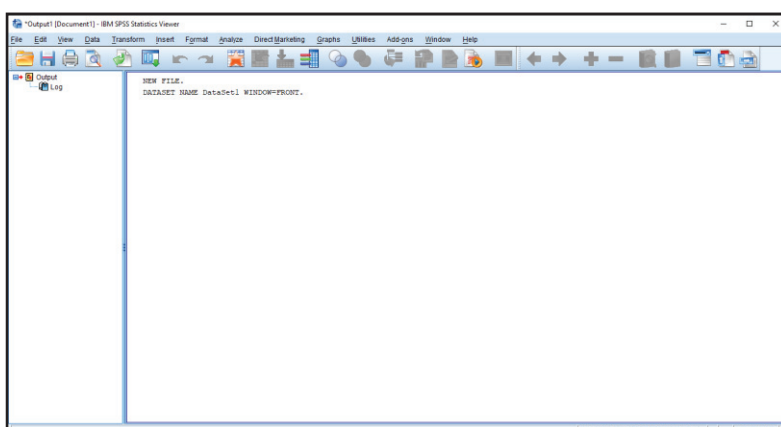 *Output1 [Document1] - IBM SPSS Statistics Viewer
File Edit View Data Transform Insert Format Analyze Direct Marketing Graphs Utilities Add-ons Window Help
Output
Log
NEW FILE.
DATASET NAME DataSet1 WINDOW=FRONT.